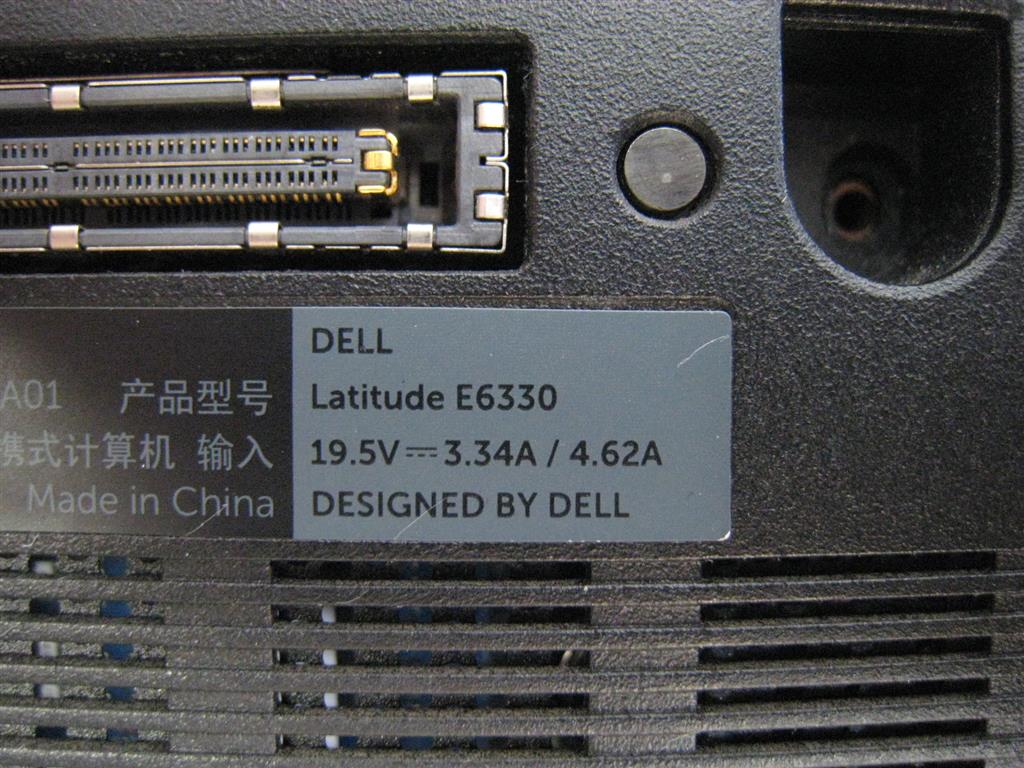 DELL
A01 产品型号 Latitude E6330
携式计算机 输入 19.5V⎓3.34A / 4.62A
Made in China DESIGNED BY DELL